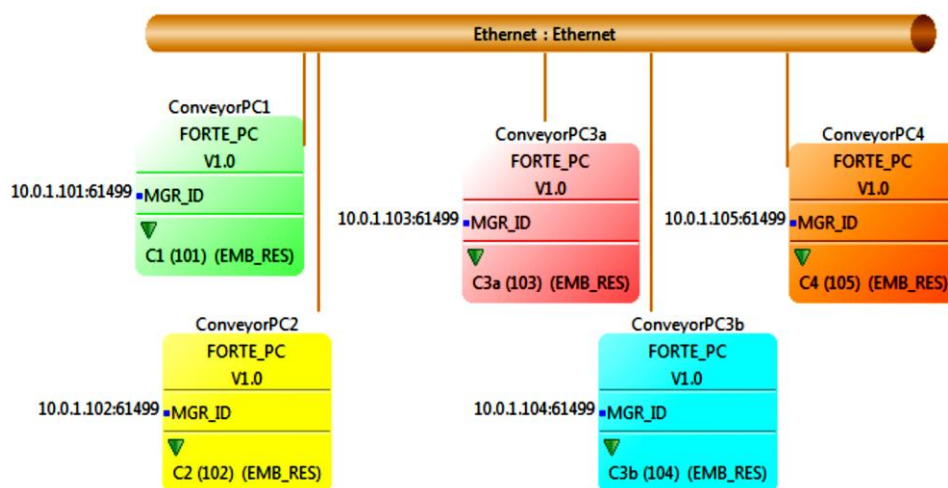 Ethernet : Ethernet
ConveyorPC1
FORTE_PC
V1.0
10.0.1.101:61499
MGR_ID
C1 (101) (EMB_RES)
ConveyorPC3a
FORTE_PC
V1.0
10.0.1.103:61499
MGR_ID
C3a (103) (EMB_RES)
ConveyorPC4
FORTE_PC
V1.0
10.0.1.105:61499
MGR_ID
C4 (105) (EMB_RES)
ConveyorPC2
FORTE_PC
V1.0
10.0.1.102:61499
MGR_ID
C2 (102) (EMB_RES)
ConveyorPC3b
FORTE_PC
V1.0
10.0.1.104:61499
MGR_ID
C3b (104) (EMB_RES)